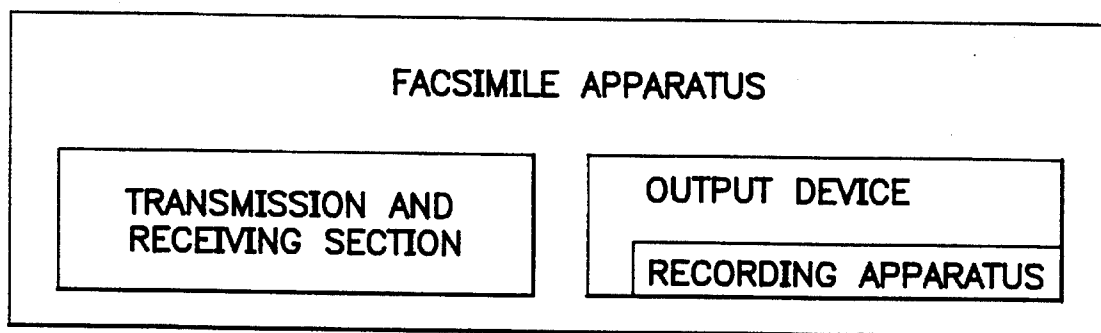 FACSIMILE APPARATUS
TRANSMISSION AND
RECEIVING SECTION
OUTPUT DEVICE
RECORDING APPARATUS